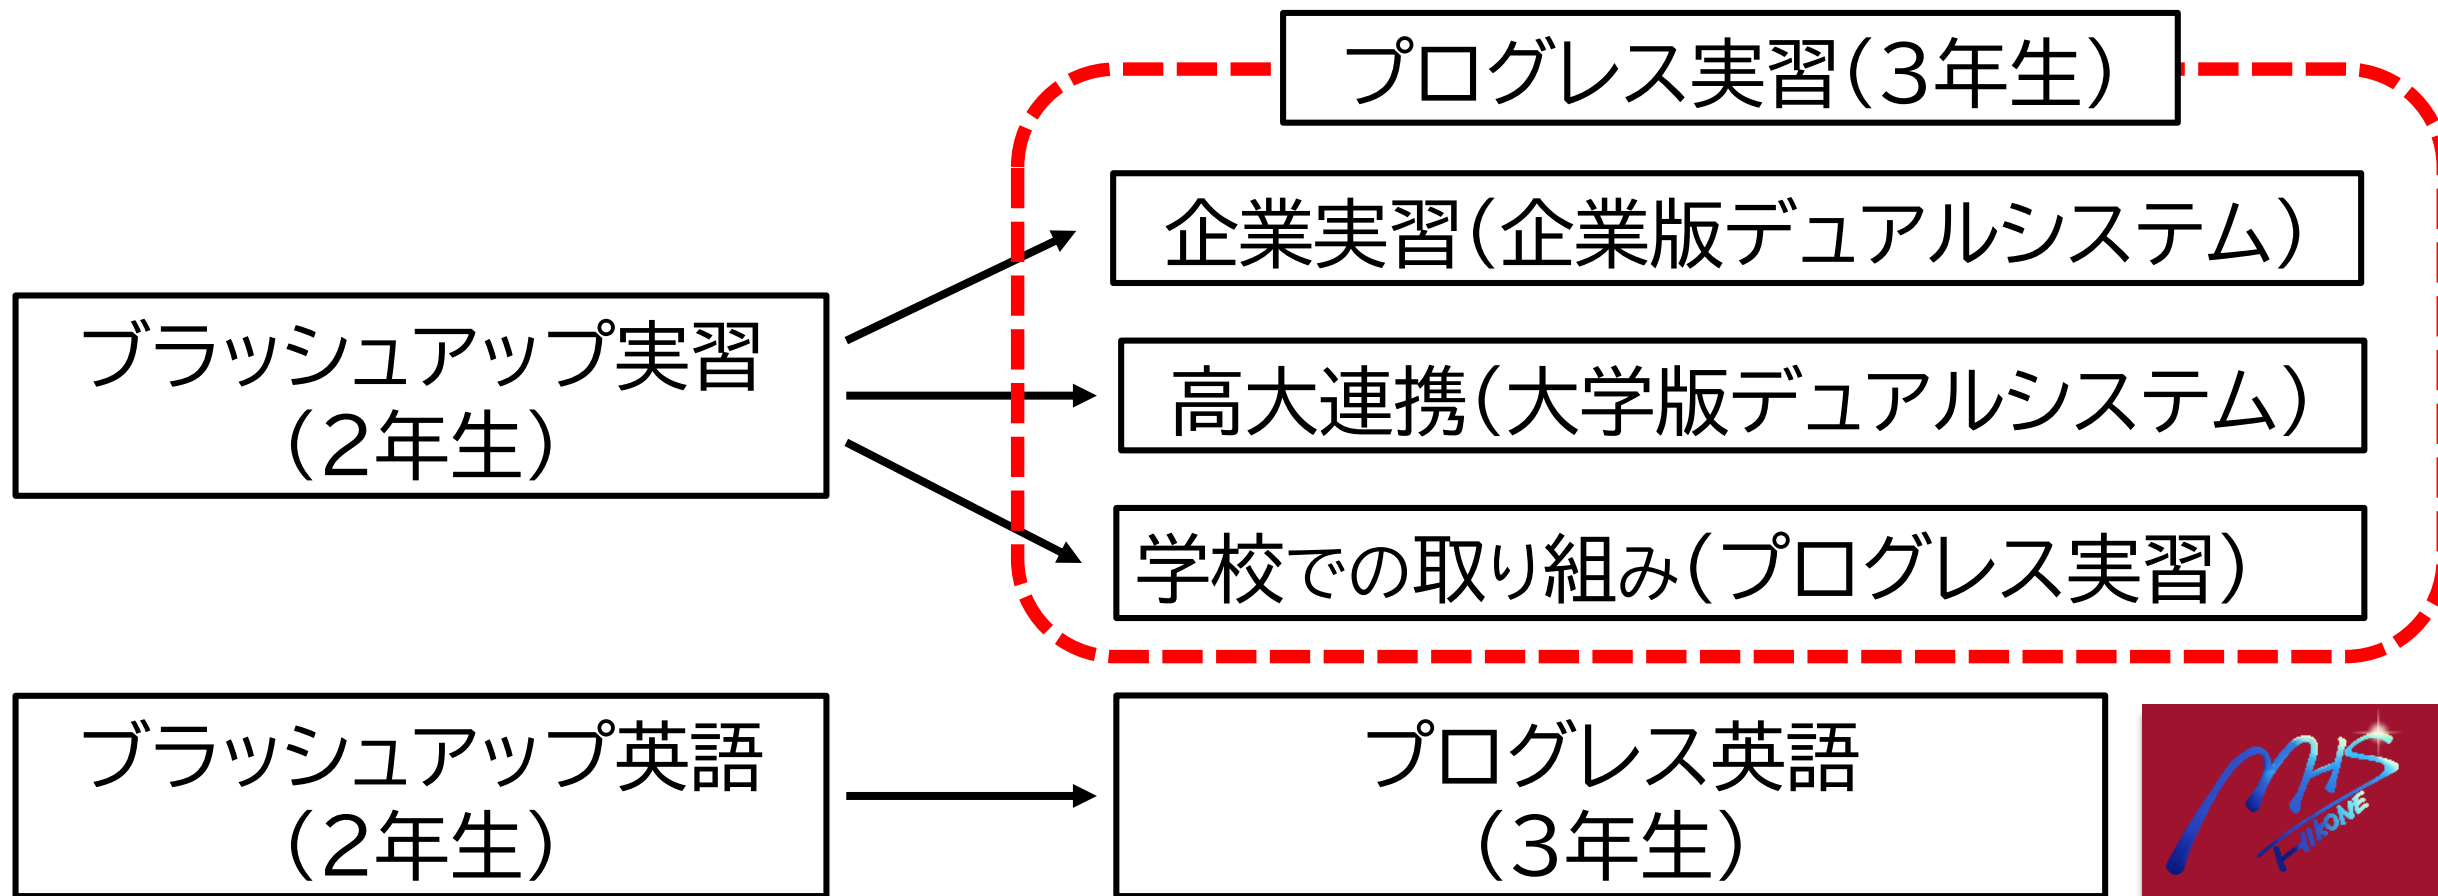 プログレス実習(3年生)
企業実習(企業版デュアルシステム)
ブラッシュアップ実習
(2年生)
高大連携(大学版デュアルシステム)
学校での取り組み(プログレス実習)
ブラッシュアップ英語
(2年生)
プログレス英語
(3年生)
MHS
HIKONE